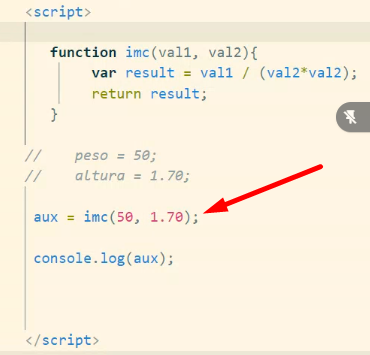 <script>
function imc(val1, val2){
var result = val1 / (val2*val2);
return result;
}
// peso = 50;
// altura = 1.70;
aux = imc(50, 1.70);
console.log(aux);
</script>